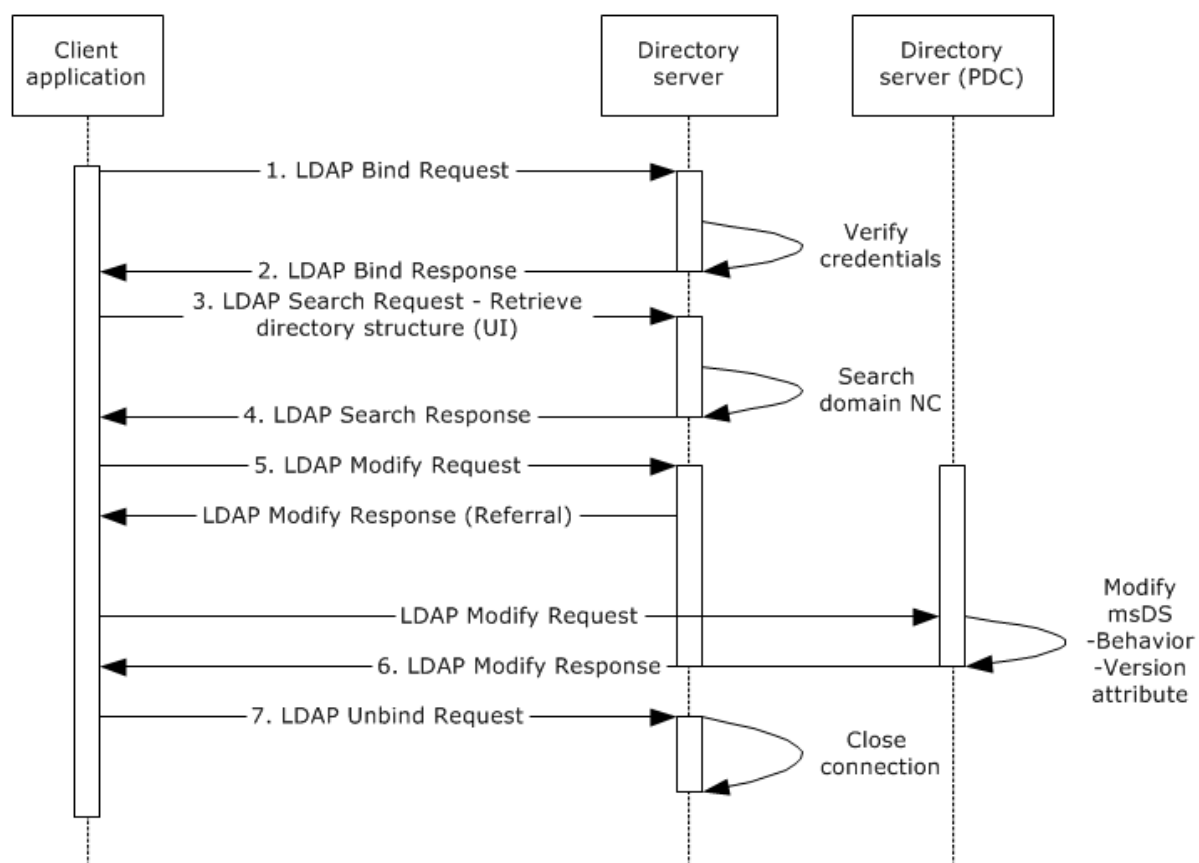 Client
application
Directory
server
Directory
server (PDC)
1. LDAP Bind Request
Verify
credentials
2. LDAP Bind Response
3. LDAP Search Request - Retrieve
directory structure (UI)
Search
domain NC
4. LDAP Search Response
5. LDAP Modify Request
LDAP Modify Response (Referral)
LDAP Modify Request
Modify
msDS
-Behavior
-Version
attribute
6. LDAP Modify Response
7. LDAP Unbind Request
Close
connection